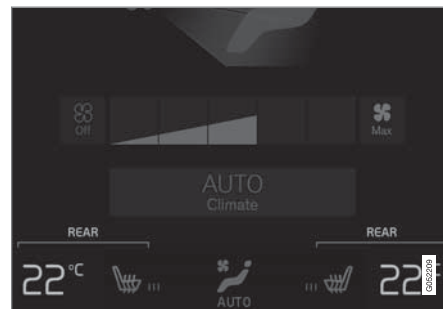 Off
Max
AUTO
Climate
REAR REAR
22°C 22°
AUTO
G052209